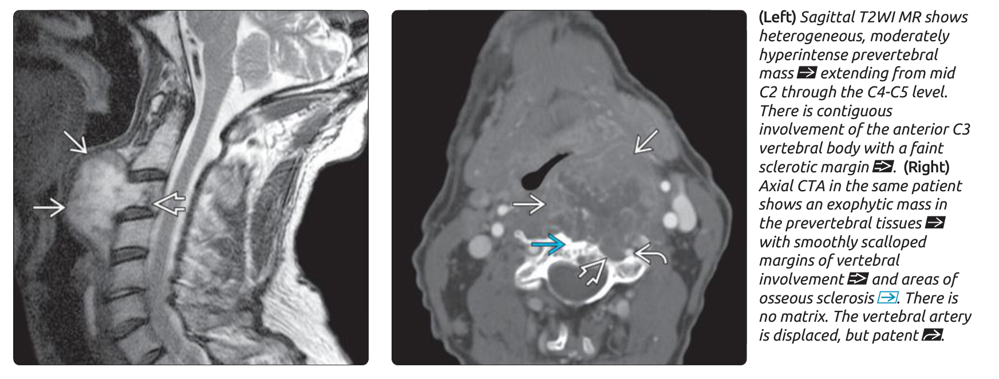 (Left) Sagittal T2WI MR shows
heterogeneous, moderately
hyperintense prevertebral
mass extending from mid
C2 through the C4-C5 level.
There is contiguous
involvement of the anterior C3
vertebral body with a faint
sclerotic margin . (Right)
Axial CTA in the same patient
shows an exophytic mass in
the prevertebral tissues
with smoothly scalloped
margins of vertebral
involvement and areas of
osseous sclerosis . There is
no matrix. The vertebral artery
is displaced, but patent .